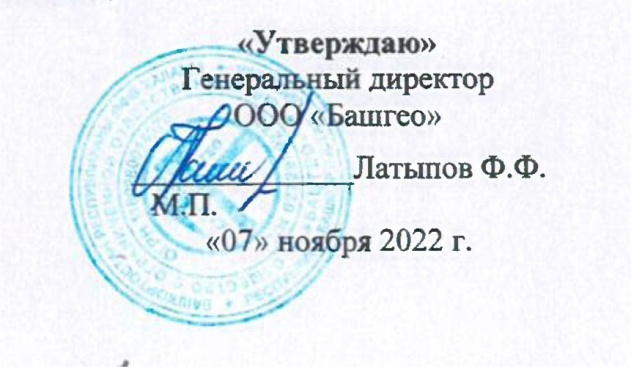 «Утверждаю»
Генеральный директор
ООО «Башгео»
Латыпов Ф.Ф.
М.П.
«07» ноября 2022 г.